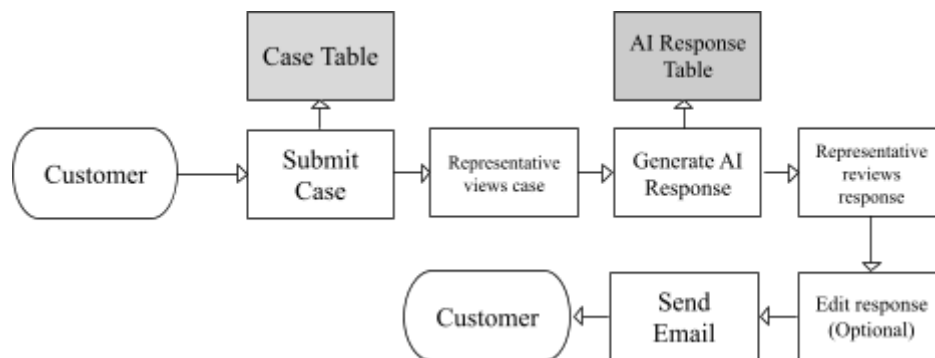 Case Table
AI Response
Table
Customer
Submit
Case
Representative
views case
Generate AI
Response
Representative
reviews
response
Customer
Send
Email
Edit response
(Optional)